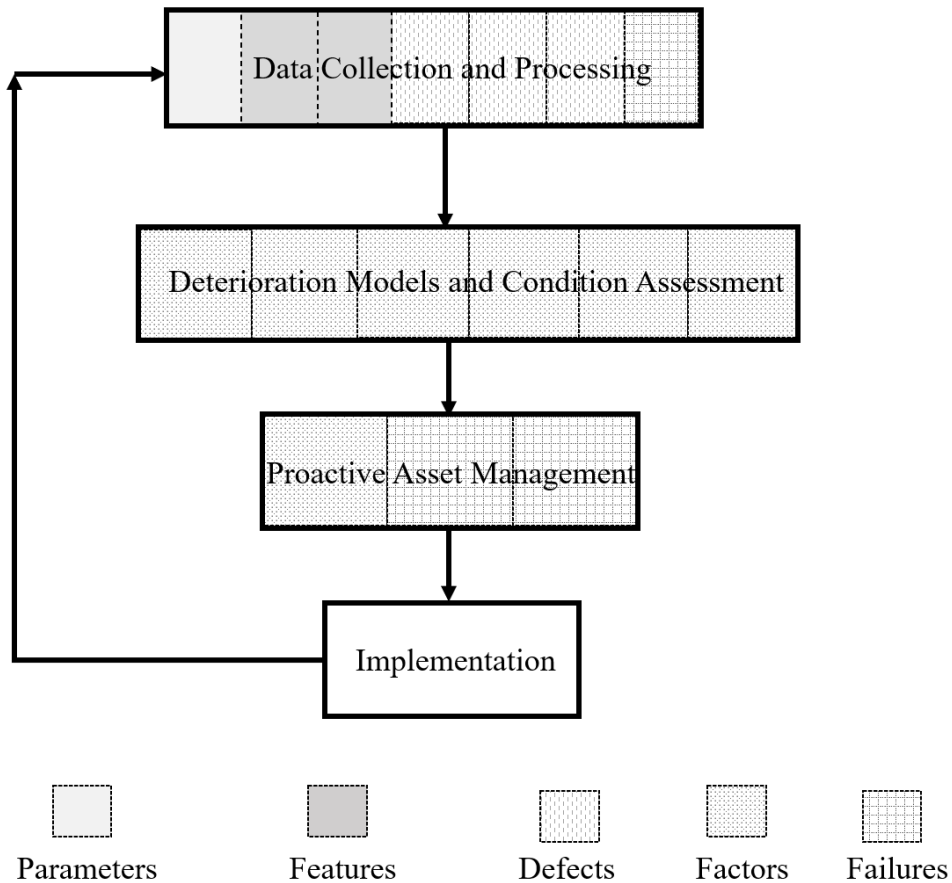 Data Collection and Processing
Deterioration Models and Condition Assessment
Proactive Asset Management
Implementation
Parameters Features Defects Factors Failures